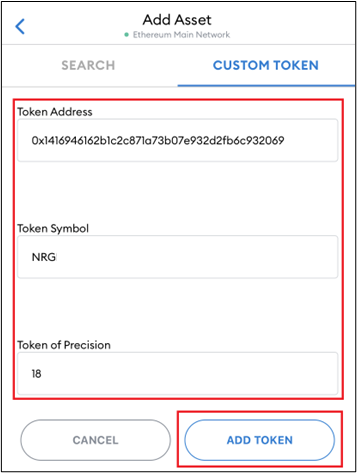 Add Asset
Ethereum Main Network
SEARCH
CUSTOM TOKEN
Token Address
0x1416946162b1c2c871a73b07e932d2fb6c932069
Token Symbol
NRG
Token of Precision
18
CANCEL
ADD TOKEN